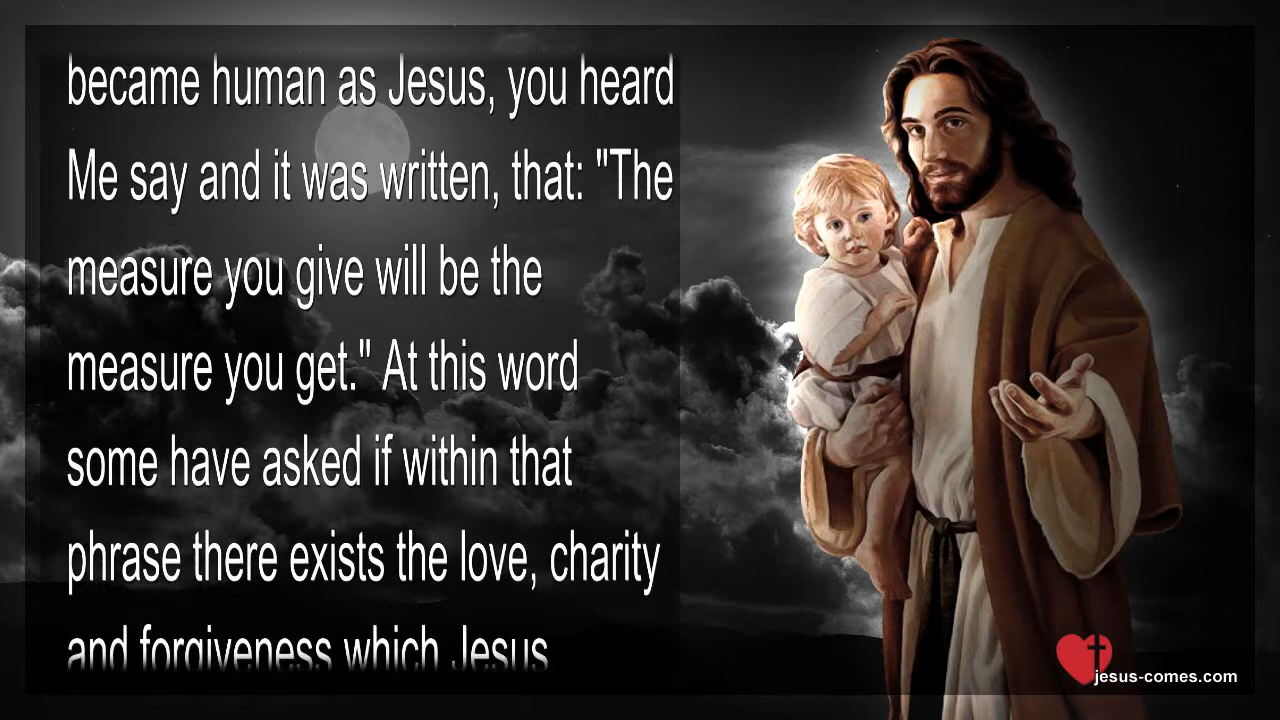 became human as Jesus, you heard
Me say and it was written, that: "The
measure you give will be the
measure you get." At this word
some have asked if within that
phrase there exists the love, charity
and forgiveness which Jesus
jesus-comes.com